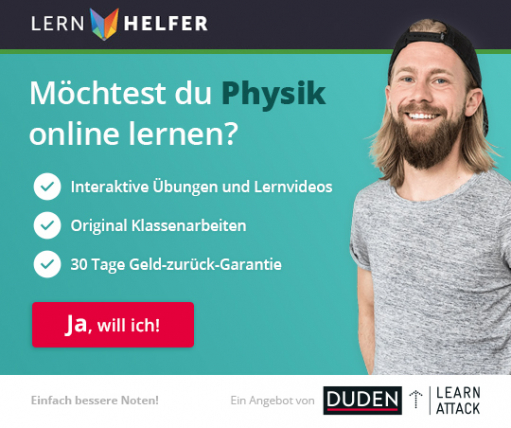 LERN HELFER
Möchtest du Physik
online lernen?
Interaktive Übungen und Lernvideos
Original Klassenarbeiten
30 Tage Geld-zurück-Garantie
Ja, will ich!
Einfach bessere Noten!
Ein Angebot von
DUDEN
LEARN
ATTACK